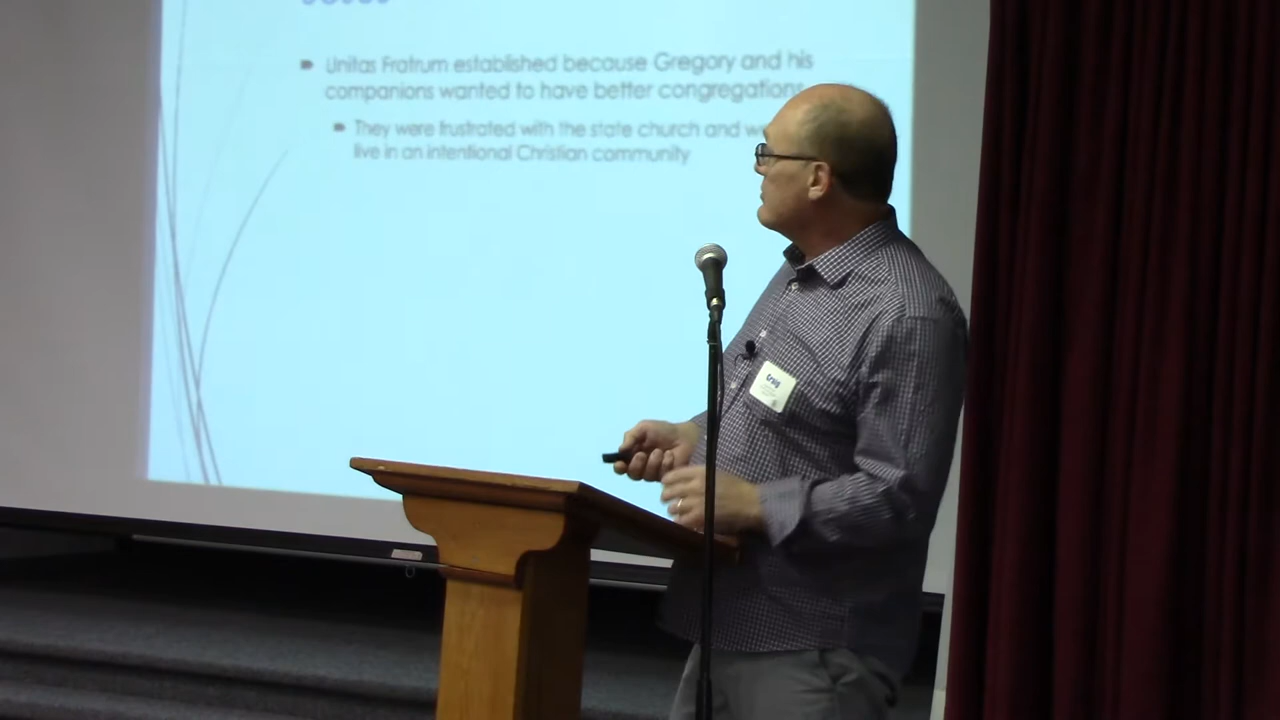 Unitas Fratrum established because Gregory and his
companions wanted to have better congregations
They were frustrated with the state church and
live in an intentional Christian community
Craig